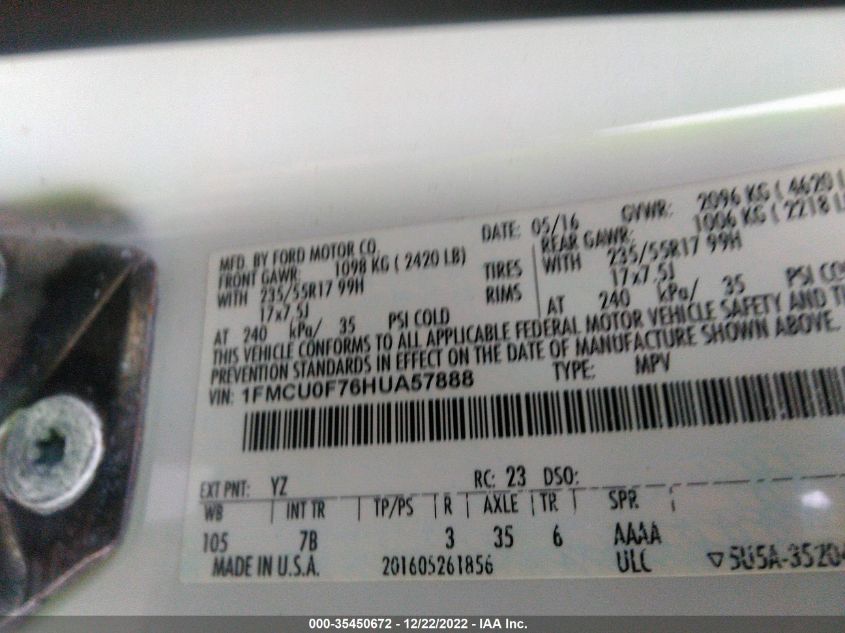 MFD. BY FORD MOTOR CO. DATE: 05/16 GVWR: 2096 KG ( 4620 L
FRONT GAWR: 1098 KG ( 2420 LB) REAR GAWR: 1006 KG ( 2218 L
WITH 235/55R17 99H TIRES WITH 235/55R17 99H
17x7.5J RIMS 17x7.5J
AT 240 kPa/ 35 PSI COLD AT 240 kPa/ 35 PSI CO
THIS VEHICLE CONFORMS TO ALL APPLICABLE FEDERAL MOTOR VEHICLE SAFETY AND T
PREVENTION STANDARDS IN EFFECT ON THE DATE OF MANUFACTURE SHOWN ABOVE.
VIN: 1FMCU0F76HUA57888 TYPE: MPV
EXT PNT: YZ RC: 23 DSO:
WB INT TR TP/PS R AXLE TR SPR
105 7B 3 35 6 AAAA
MADE IN U.S.A. 201605261856 ULC ▽5U5A-3520
000-35450672 - 12/22/2022 - IAA Inc.